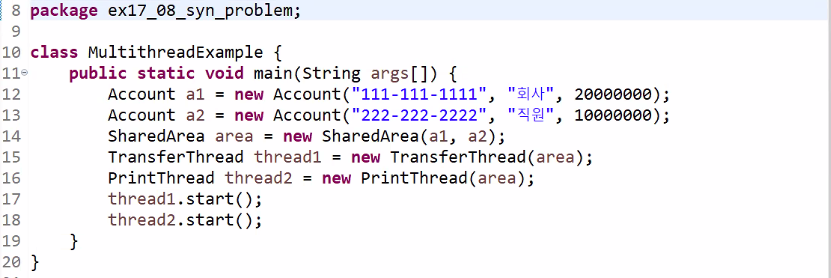 8 package ex17_08_syn_problem;
9
10 class MultithreadExample {
11 public static void main(String args[]) {
12 Account a1 = new Account("111-111-1111", "회사", 20000000);
13 Account a2 = new Account("222-222-2222", "직원", 10000000);
14 SharedArea area = new SharedArea(a1, a2);
15 TransferThread thread1 = new TransferThread(area);
16 PrintThread thread2 = new PrintThread(area);
17 thread1.start();
18 thread2.start();
19 }
20 }